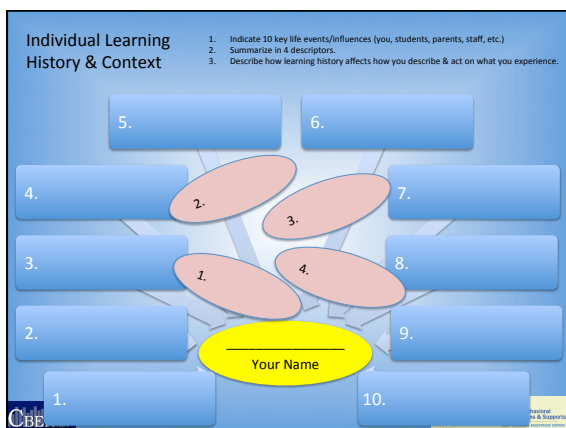 Individual Learning
History & Context
1. Indicate 10 key life events/influences (you, students, parents, staff, etc.)
2. Summarize in 4 descriptors.
3. Describe how learning history affects how you describe & act on what you experience.
5.
6.
4.
2.
3.
7.
3.
1.
4.
8.
2.
9.
Your Name
1.
10.
CBE